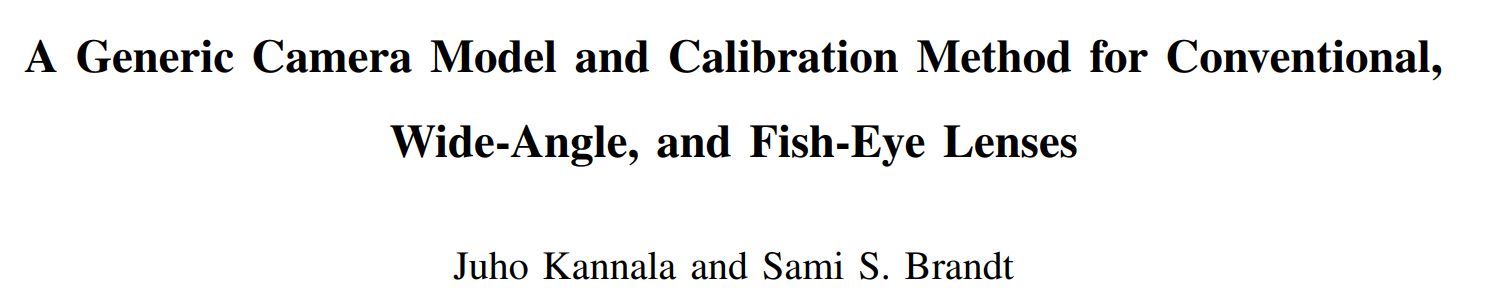 A Generic Camera Model and Calibration Method for Conventional,
Wide-Angle, and Fish-Eye Lenses
Juho Kannala and Sami S. Brandt